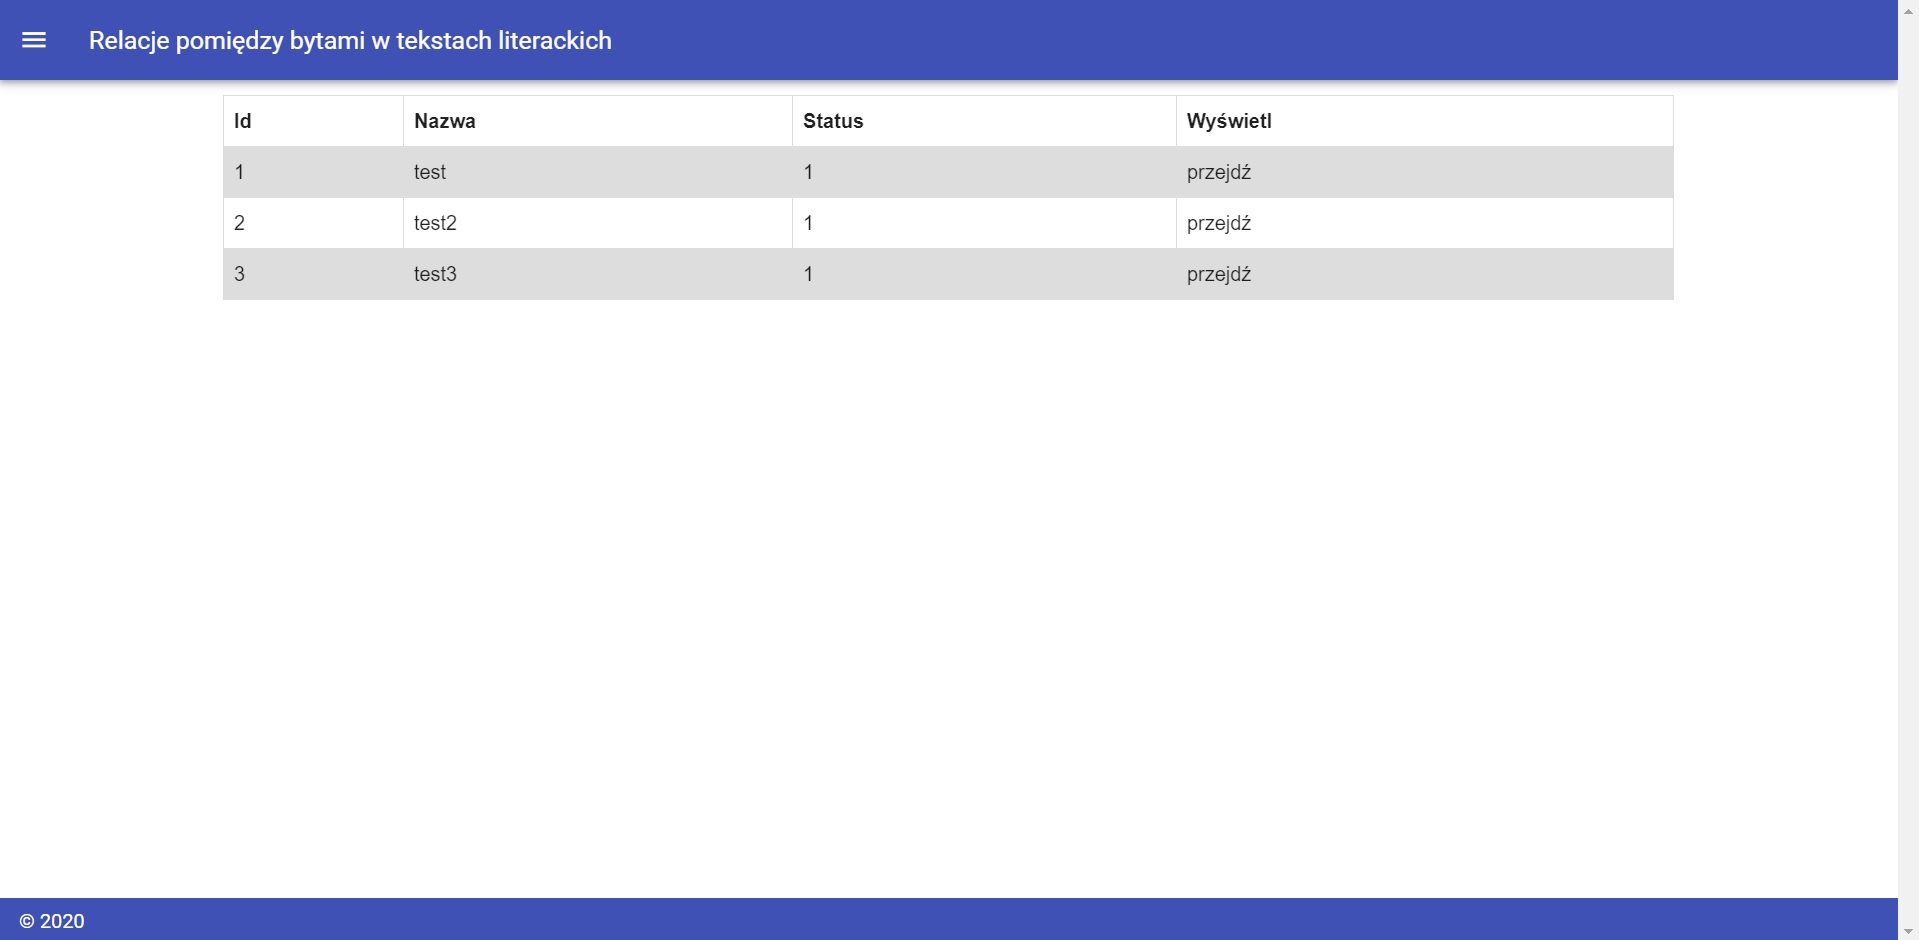 Relacje pomiędzy bytami w tekstach literackich
Id Nazwa Status Wyświetl
1 test 1 przejdź
2 test2 1 przejdź
3 test3 1 przejdź
© 2020